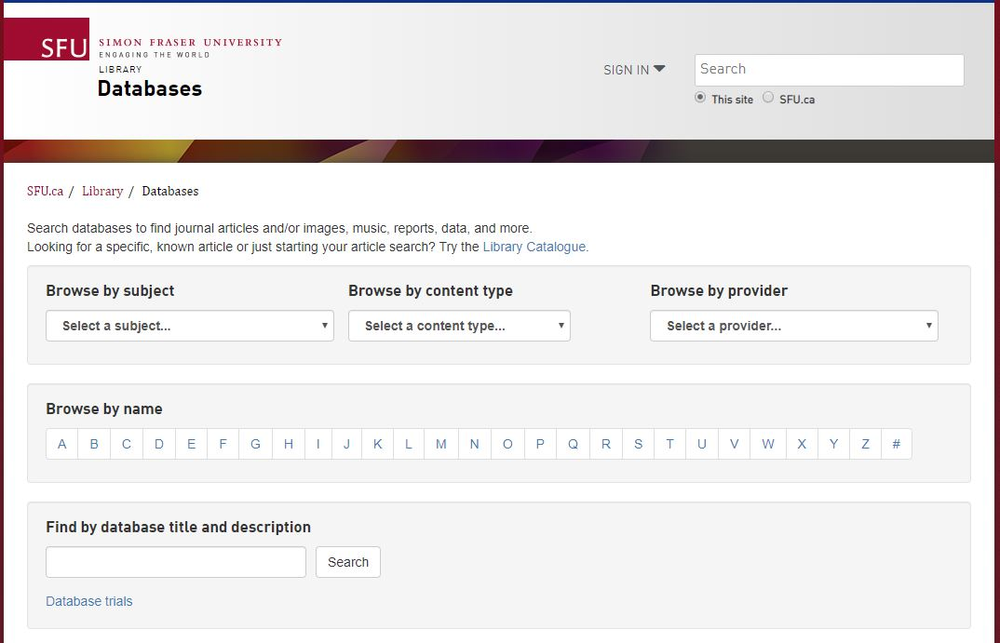 SFU SIMON FRASER UNIVERSITY
ENGAGING THE WORLD
LIBRARY
Databases
SIGN IN
Search
This site SFU.ca
SFU.ca / Library / Databases
Search databases to find journal articles and/or images, music, reports, data, and more.
Looking for a specific, known article or just starting your article search? Try the Library Catalogue.
Browse by subject Browse by content type Browse by provider
Select a subject... Select a content type... Select a provider...
Browse by name
A B C D E F G H I J K L M N O P Q R S T U V W X Y Z #
Find by database title and description
Search
Database trials